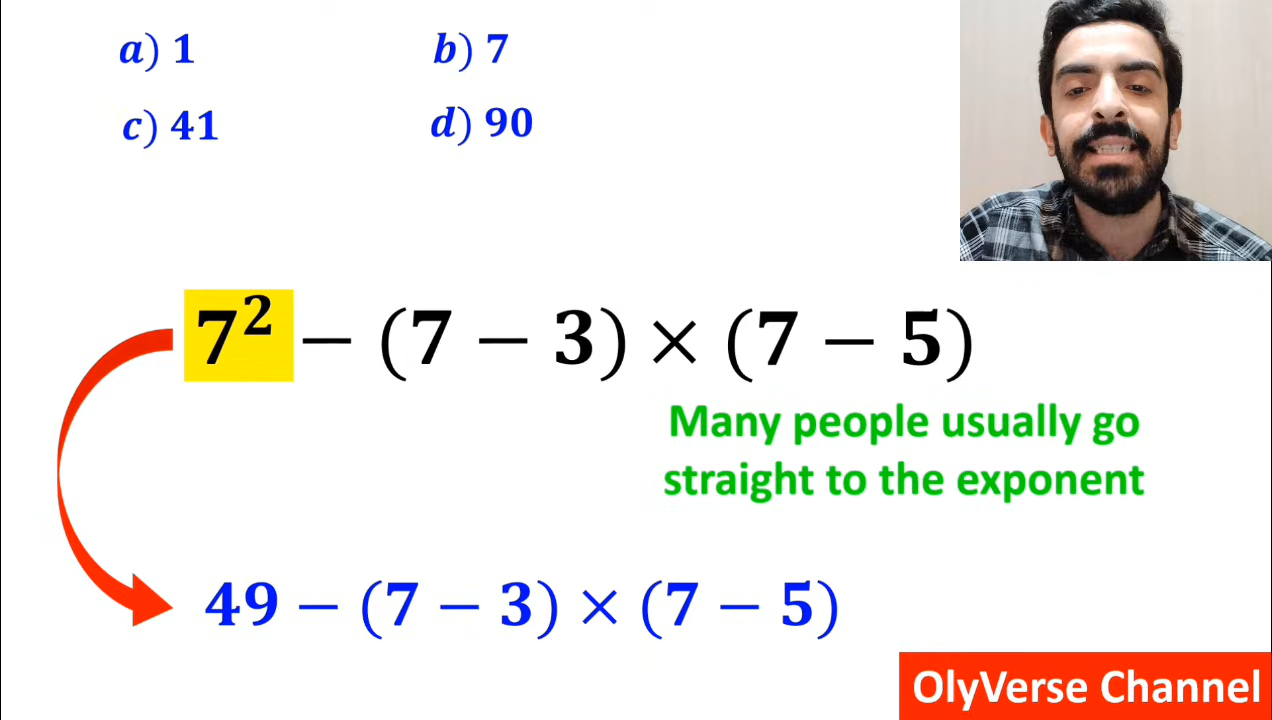 a) 1
b) 7
c) 41
d) 90
7² − (7 − 3) × (7 − 5)
Many people usually go
straight to the exponent
49 − (7 − 3) × (7 − 5)
OlyVerse Channel